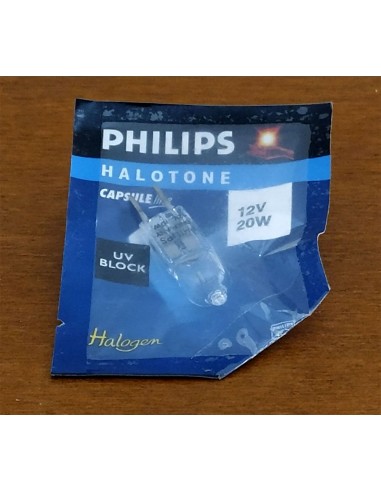 PHILIPS
HALOTONE
CAPSULE
12V
20W
UV
BLOCK
Halogen